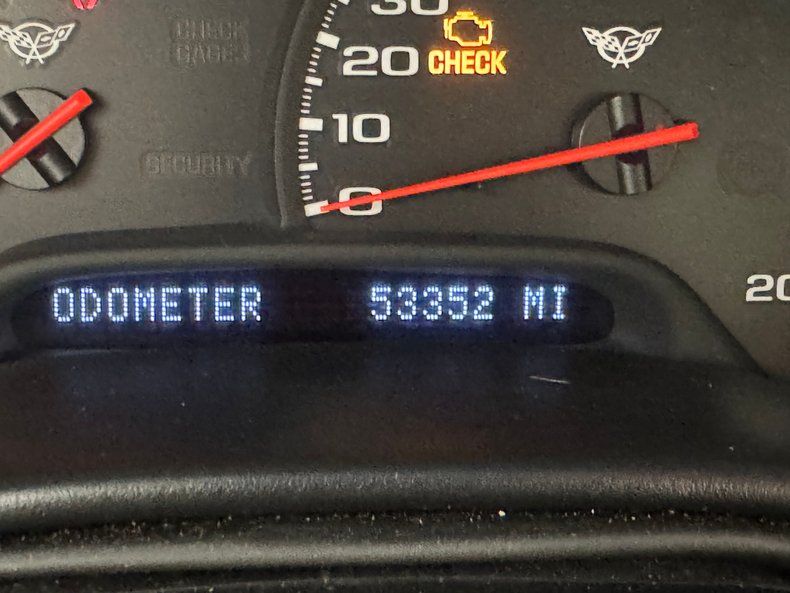 30
CHECK
GAGES
20
CHECK
10
SECURITY
0
ODOMETER 53352 MI
20